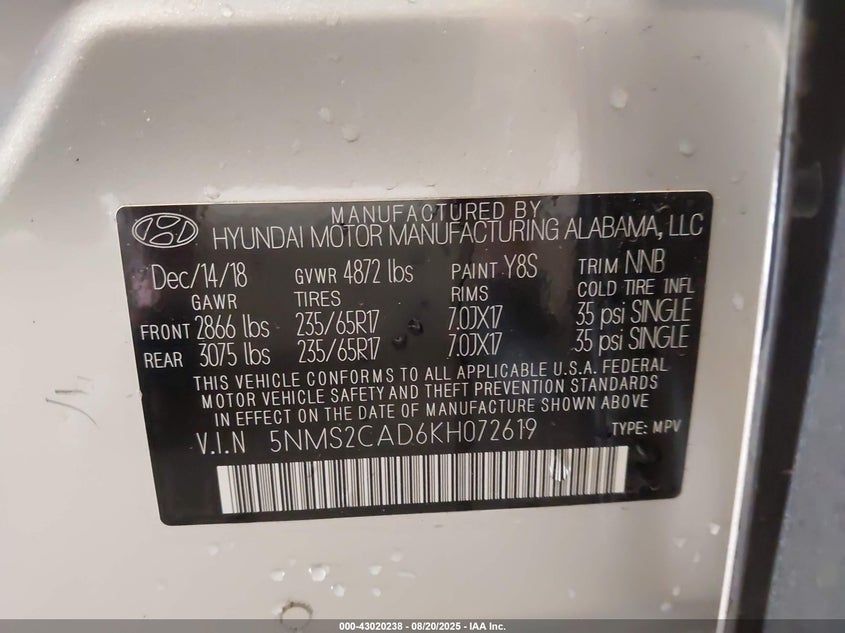 MANUFACTURED BY
HYUNDAI MOTOR MANUFACTURING ALABAMA, LLC
Dec/14/18 GVWR 4872 lbs PAINT Y8S TRIM NNB
GAWR TIRES RIMS COLD TIRE INFL
FRONT 2866 lbs 235/65R17 7.0JX17 35 psi SINGLE
REAR 3075 lbs 235/65R17 7.0JX17 35 psi SINGLE
THIS VEHICLE CONFORMS TO ALL APPLICABLE U.S.A. FEDERAL
MOTOR VEHICLE SAFETY AND THEFT PREVENTION STANDARDS
IN EFFECT ON THE DATE OF MANUFACTURE SHOWN ABOVE
V.I.N 5NMS2CAD6KH072619 TYPE: MPV
000-43020238 - 08/20/2025 - IAA Inc.